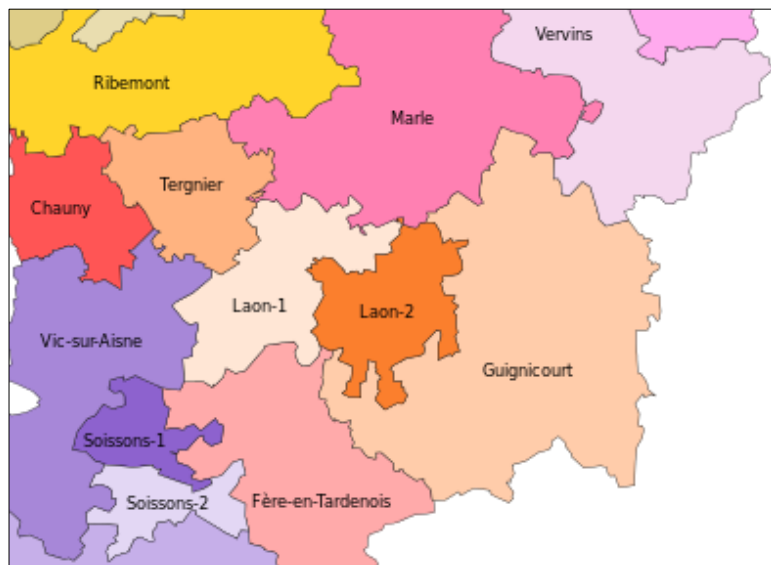 Vervins
Ribemont
Marle
Tergnier
Chauny
Laon-1
Laon-2
Vic-sur-Aisne
Guignicourt
Soissons-1
Soissons-2
Fère-en-Tardenois